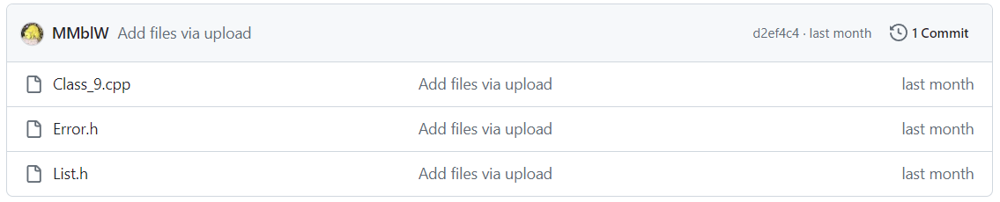 MMblW Add files via upload d2ef4c4 · last month 1 Commit
Class_9.cpp Add files via upload last month
Error.h Add files via upload last month
List.h Add files via upload last month